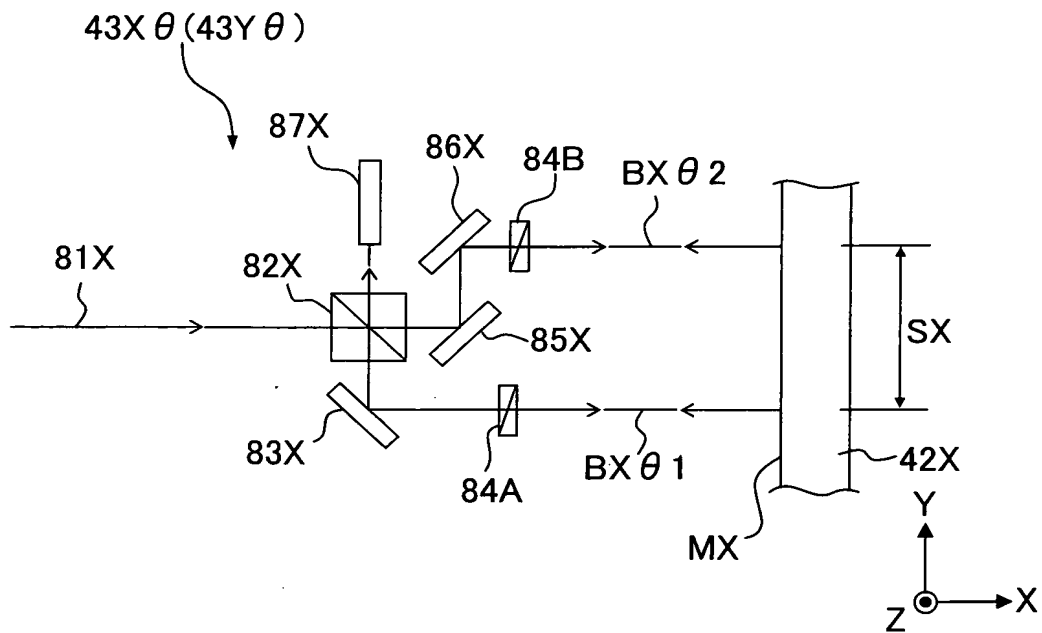 43Xθ(43Yθ)
87X
86X
84B
BXθ2
81X
82X
85X
SX
83X
84A
BXθ1
42X
MX
Y
Z
X